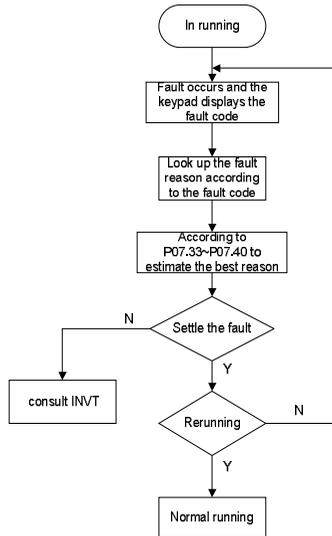 In running
Fault occurs and the
keypad displays the
fault code
Look up the fault
reason according
to the fault code
According to
P07.33~P07.40 to
estimate the best reason
N
Settle the fault
Y
consult INVT
Rerunning
N
Y
Normal running